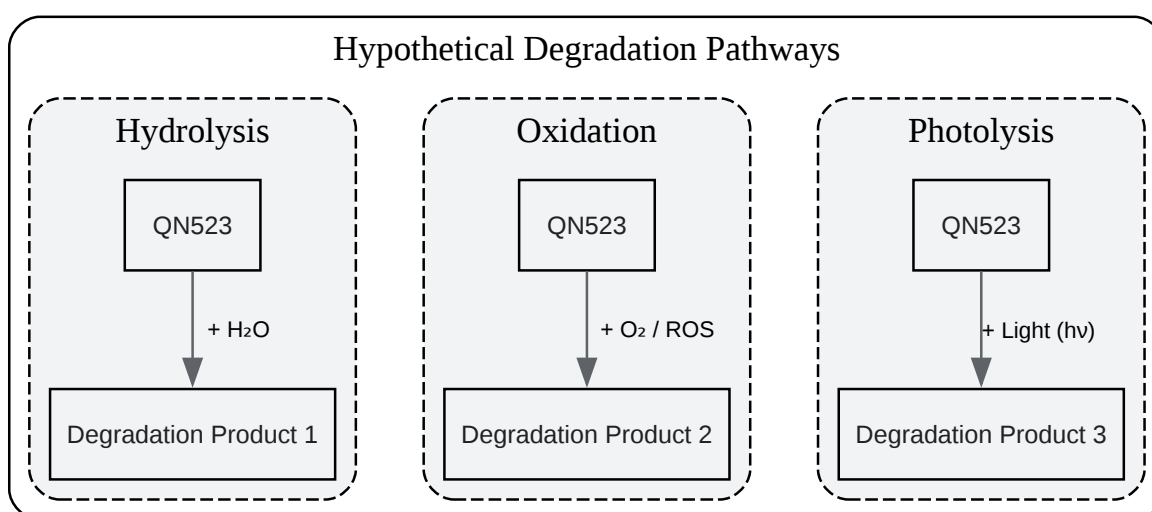 Hypothetical Degradation Pathways
Hydrolysis
QN523
+ H₂O
Degradation Product 1
Oxidation
QN523
+ O₂ / ROS
Degradation Product 2
Photolysis
QN523
+ Light (hν)
Degradation Product 3